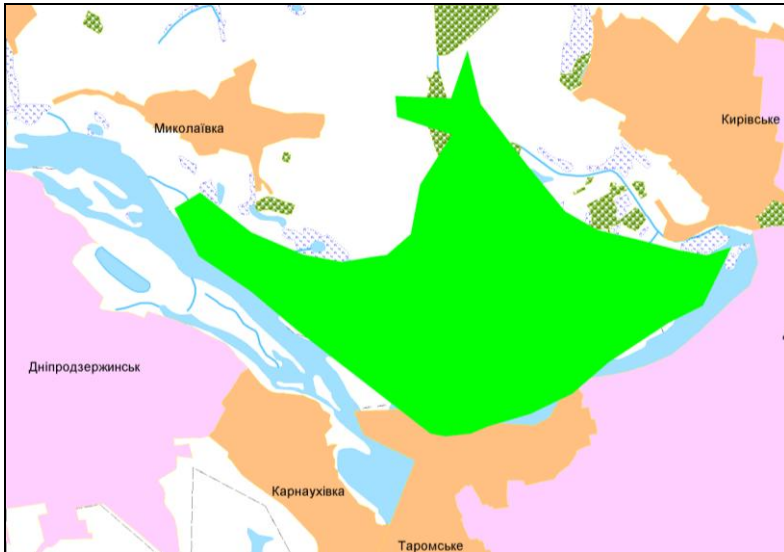 Кирівське
Миколаївка
Дніпродзержинськ
Карнаухівка
Таромське